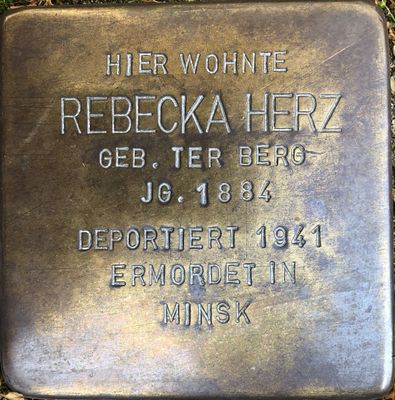 HIER WOHNTE
REBECKA HERZ
GEB. TER BERG
JG. 1884
DEPORTIERT 1941
ERMORDET IN
MINSK